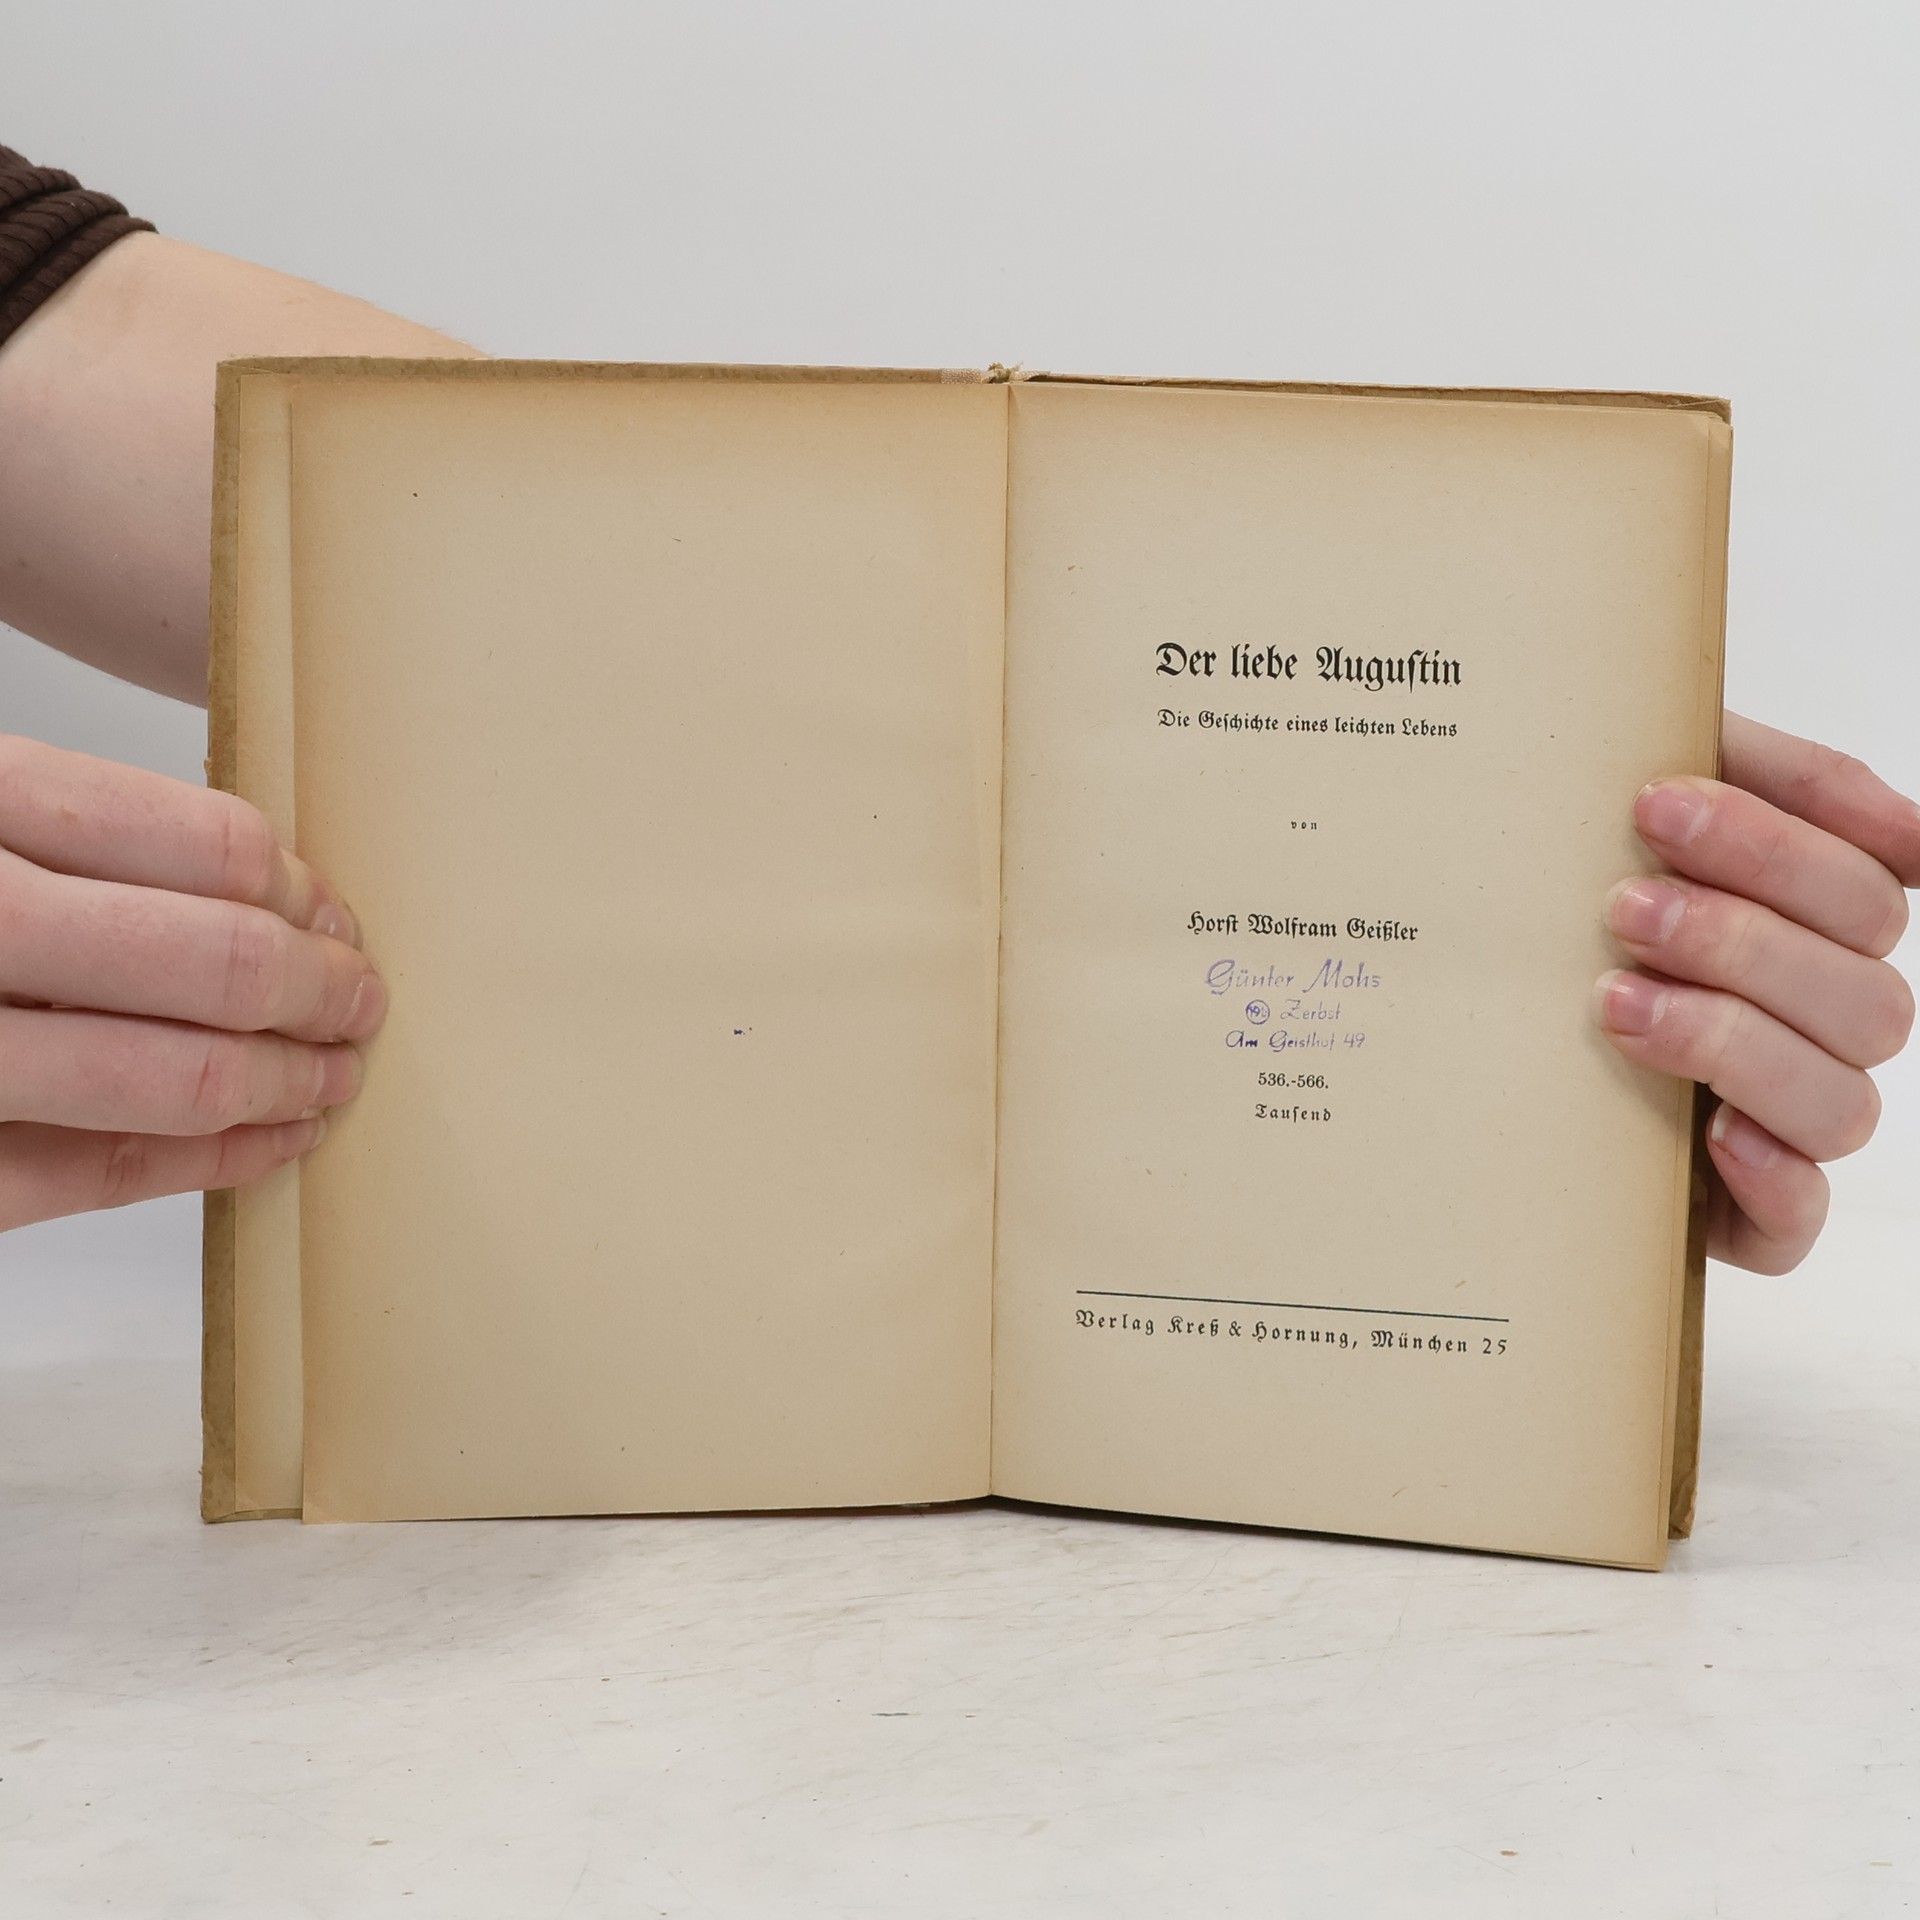 Der liebe Auguſtin
Die Geſchichte eines leichten Lebens
von
Horſt Wolfram Geißler
Günter Mohs
Zerbst
Am Geisthof 49
536.-566.
Tauſend
Verlag Kreß & Hornung, München 25